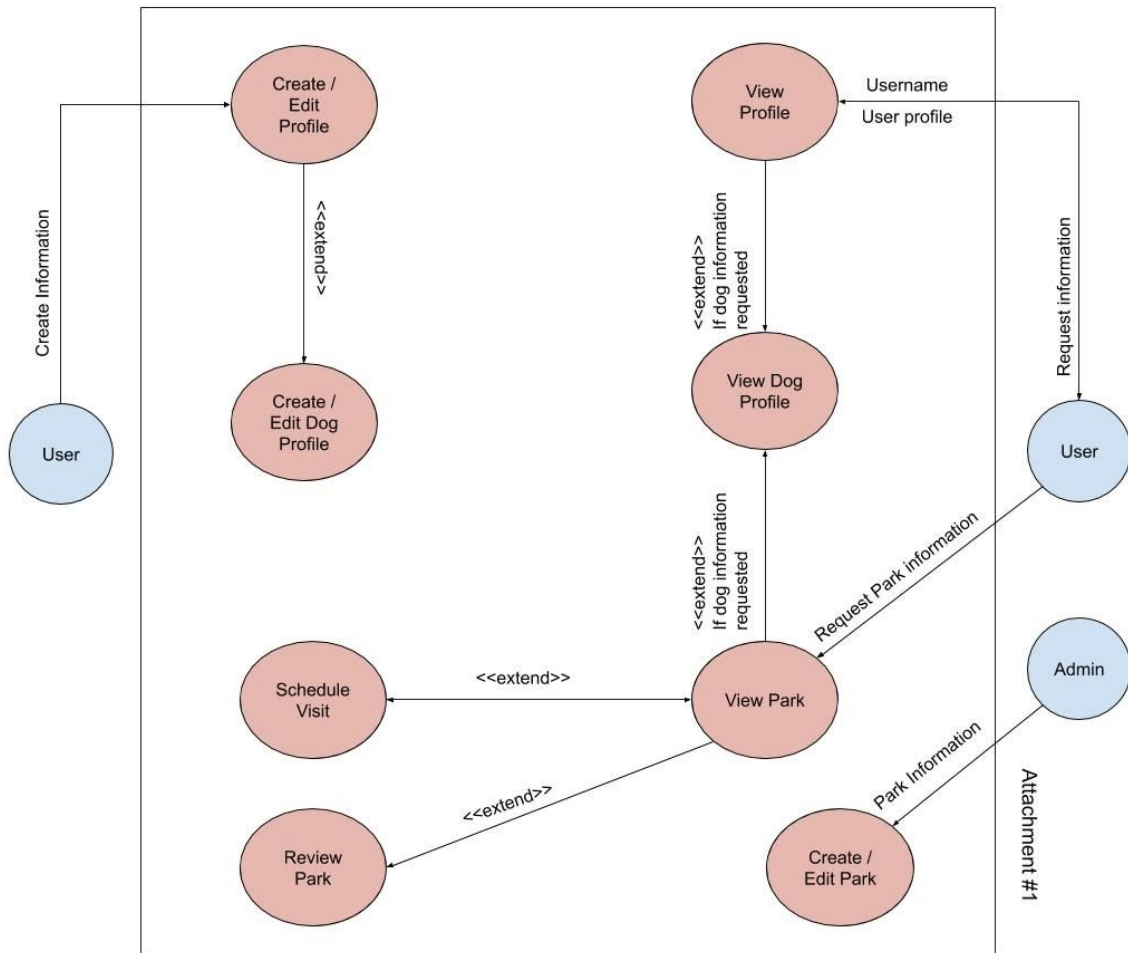 Create /
Edit
Profile
View
Profile
Username
User profile
Create Information
<<extend>>
<<extend>>
If dog information
requested
Request information
Create /
Edit Dog
Profile
View Dog
Profile
User
User
<<extend>>
If dog information
requested
Request Park information
Schedule
Visit
<<extend>>
View Park
Admin
Park Information
<<extend>>
Review
Park
Create /
Edit Park
Attachment #1